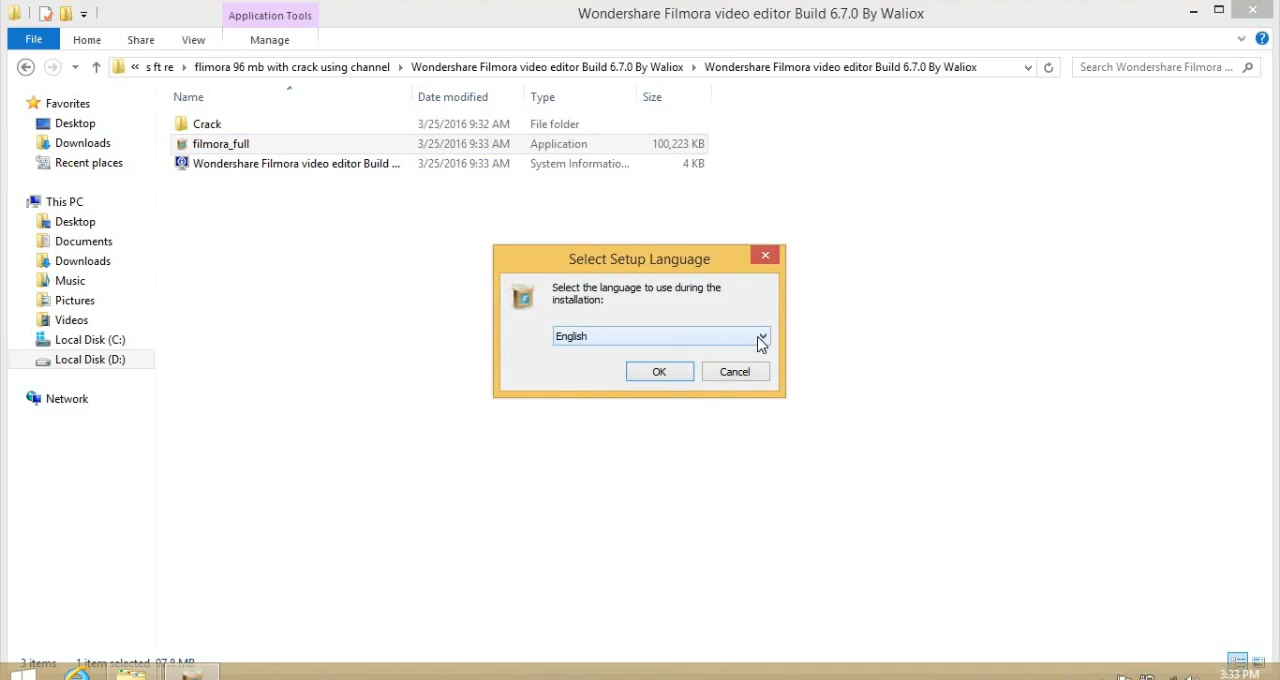 Application Tools
Wondershare Filmora video editor Build 6.7.0 By Waliox
File
Home
Share
View
Manage
« s ft re
flimora 96 mb with crack using channel
Wondershare Filmora video editor Build 6.7.0 By Waliox
Wondershare Filmora video editor Build 6.7.0 By Waliox
Search Wondershare Filmora ...
Name
Date modified
Type
Size
Crack
3/25/2016 9:32 AM
File folder
filmora_full
3/25/2016 9:33 AM
Application
100,223 KB
Wondershare Filmora video editor Build ...
3/25/2016 9:33 AM
System Informatio...
4 KB
Favorites
Desktop
Downloads
Recent places
This PC
Desktop
Documents
Downloads
Music
Pictures
Videos
Local Disk (C:)
Local Disk (D:)
Network
Select Setup Language
Select the language to use during the
installation:
English
OK
Cancel
3 items
1 item selected 97.8 MB
3:33 PM